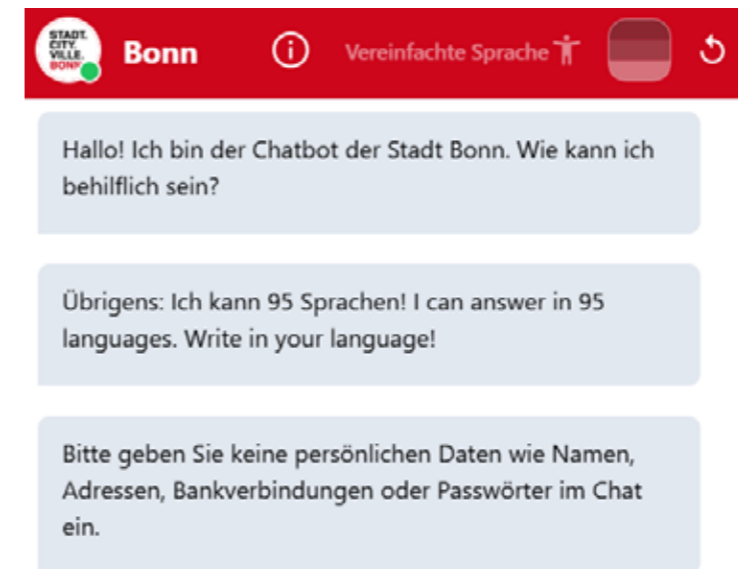 STADT.
CITY.
VILLE.
BONN
Bonn
Vereinfachte Sprache
Hallo! Ich bin der Chatbot der Stadt Bonn. Wie kann ich
behilflich sein?
Übrigens: Ich kann 95 Sprachen! I can answer in 95
languages. Write in your language!
Bitte geben Sie keine persönlichen Daten wie Namen,
Adressen, Bankverbindungen oder Passwörter im Chat
ein.